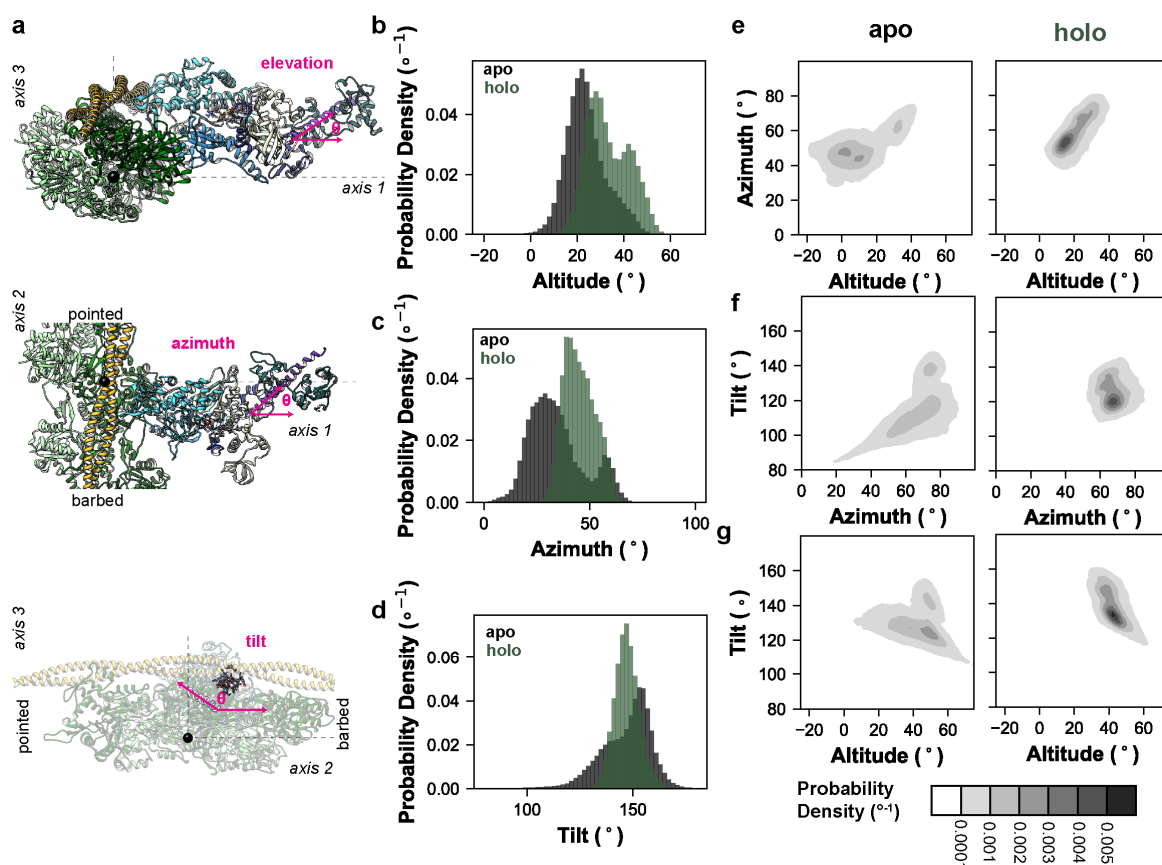 a
axis 3
elevation
θ
axis 1
axis 2
pointed
azimuth
θ
axis 1
barbed
axis 3
tilt
θ
pointed
barbed
axis 2
b
Probability Density (°⁻¹)
apo
holo
0.04
0.02
0.00
−20 0 20 40 60
Altitude (°)
c
Probability Density (°⁻¹)
apo
holo
0.04
0.02
0.00
0 50 100
Azimuth (°)
d
Probability Density (°⁻¹)
apo
holo
0.06
0.04
0.02
0.00
100 150
Tilt (°)
e
apo
holo
Azimuth (°)
80
60
40
20
0
−20 0 20 40 60
Altitude (°)
−20 0 20 40 60
Altitude (°)
f
Tilt (°)
160
140
120
100
80
0 20 40 60 80
Azimuth (°)
0 20 40 60 80
Azimuth (°)
g
Tilt (°)
160
140
120
100
80
−20 0 20 40 60
Altitude (°)
−20 0 20 40 60
Altitude (°)
Probability
Density (°⁻¹)
0.0001
0.001
0.002
0.003
0.004
0.005